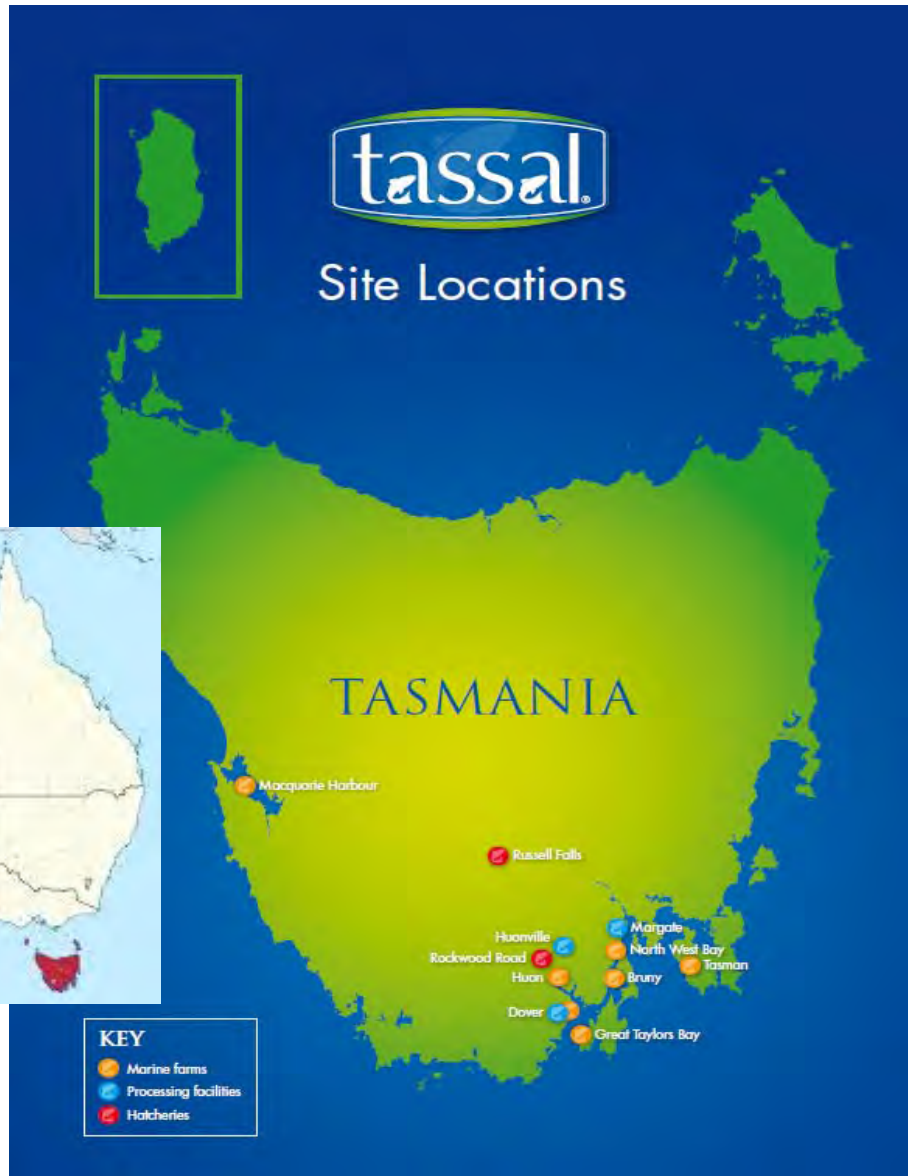 tassal®
Site Locations
TASMANIA
Macquarie Harbour
Russell Falls
Margate
Huonville
North West Bay
Rockwood Road
Tasman
Huon
Bruny
Dover
Great Taylors Bay
KEY
Marine farms
Processing facilities
Hatcheries